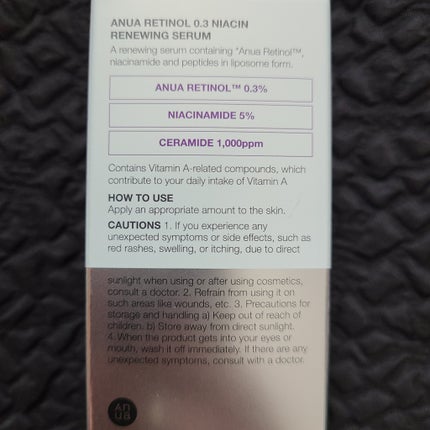 ANUA RETINOL 0.3 NIACIN
RENEWING SERUM
A renewing serum containing "Anua Retinol™,
niacinamide and peptides in liposome form.
ANUA RETINOL™ 0.3%
NIACINAMIDE 5%
CERAMIDE 1,000ppm
Contains Vitamin A-related compounds, which
contribute to your daily intake of Vitamin A
HOW TO USE
Apply an appropriate amount to the skin.
CAUTIONS 1. If you experience any
unexpected symptoms or side effects, such as
red rashes, swelling, or itching, due to direct
sunlight when using or after using cosmetics,
consult a doctor. 2. Refrain from using it on
such areas like wounds, etc. 3. Precautions for
storage and handling a) Keep out of reach of
children. b) Store away from direct sunlight.
4. When the product gets into your eyes or
mouth, wash it off immediately. If there are any
unexpected symptoms, consult with a doctor.
an
ua